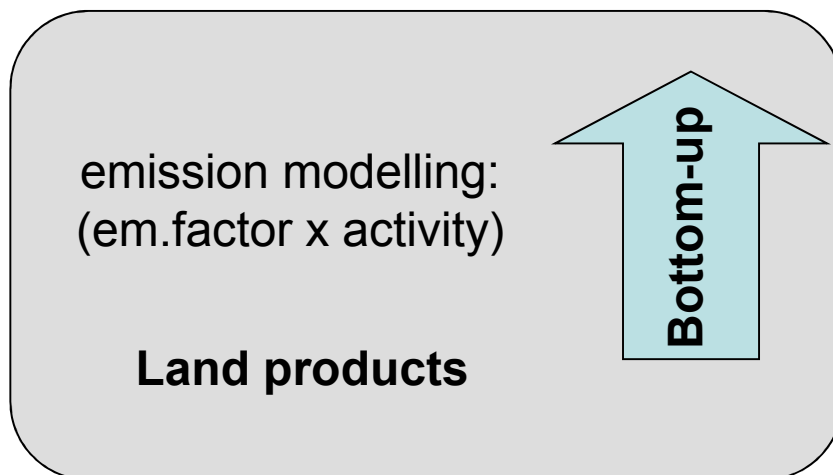 emission modelling:
(em.factor x activity)
Land products
Bottom-up